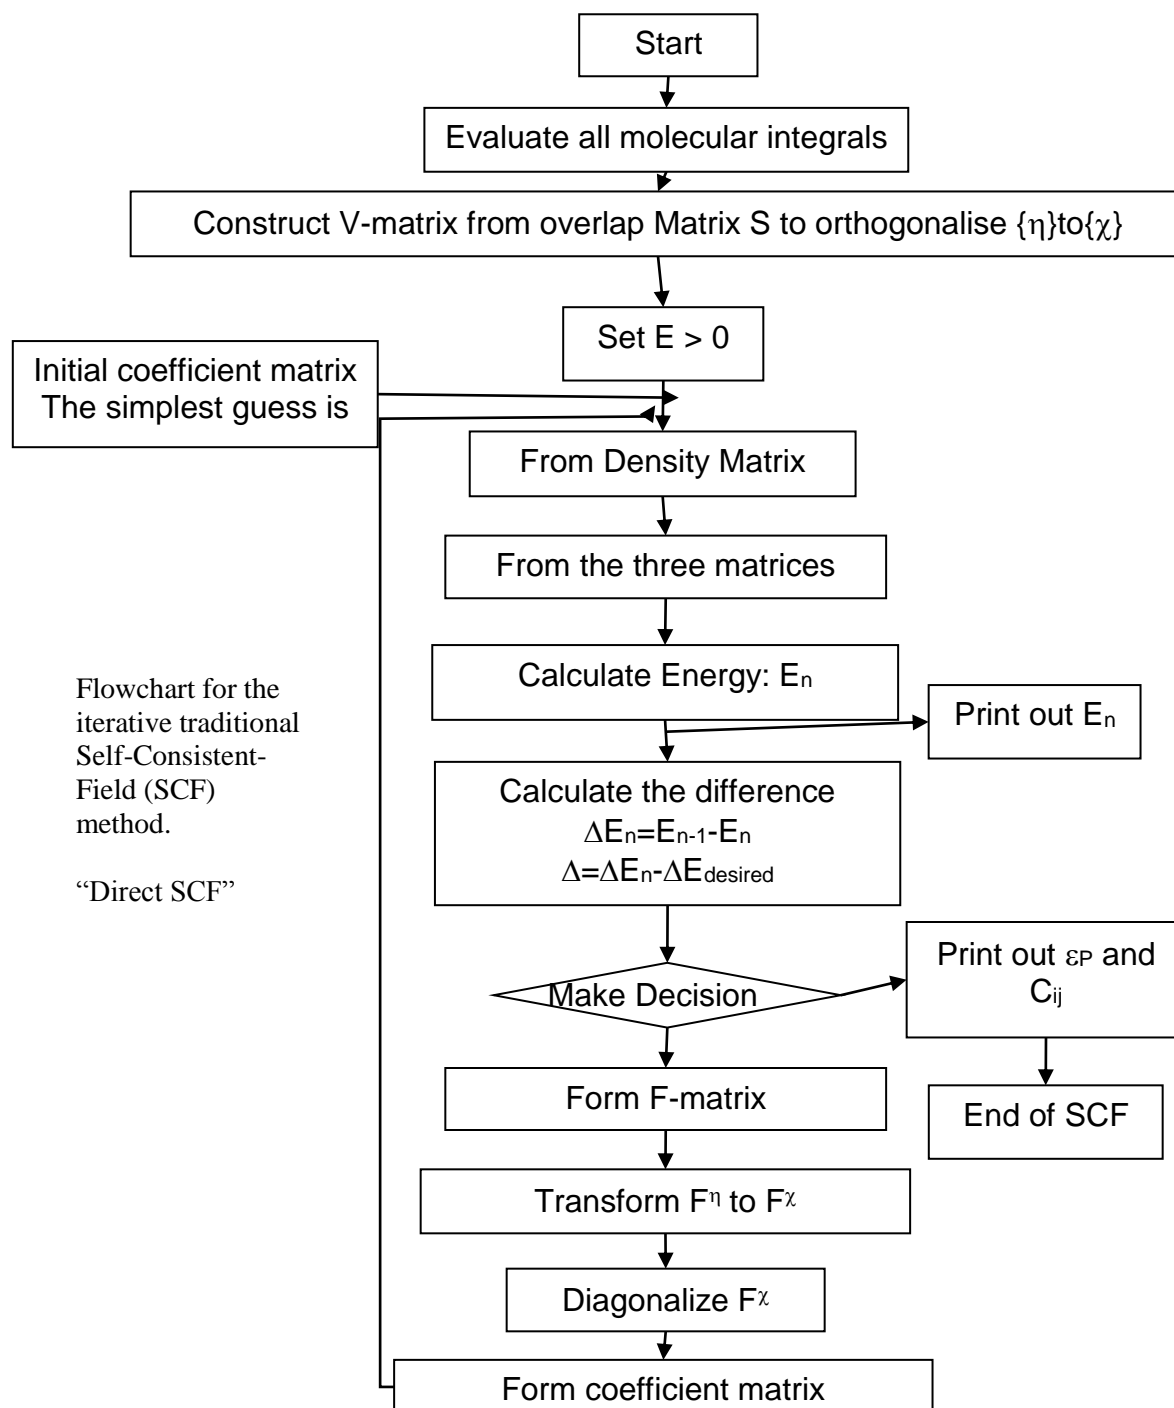 Start
Evaluate all molecular integrals
Construct V-matrix from overlap Matrix S to orthogonalise {η}to{χ}
Set E > 0
Initial coefficient matrix
The simplest guess is
From Density Matrix
From the three matrices
Calculate Energy: En
Print out En
Flowchart for the
iterative traditional
Self-Consistent-
Field (SCF)
method.
“Direct SCF”
Calculate the difference
ΔEn=En-1-En
Δ=ΔEn-ΔEdesired
Make Decision
Print out εP and
Cij
End of SCF
Form F-matrix
Transform Fη to Fχ
Diagonalize Fχ
Form coefficient matrix